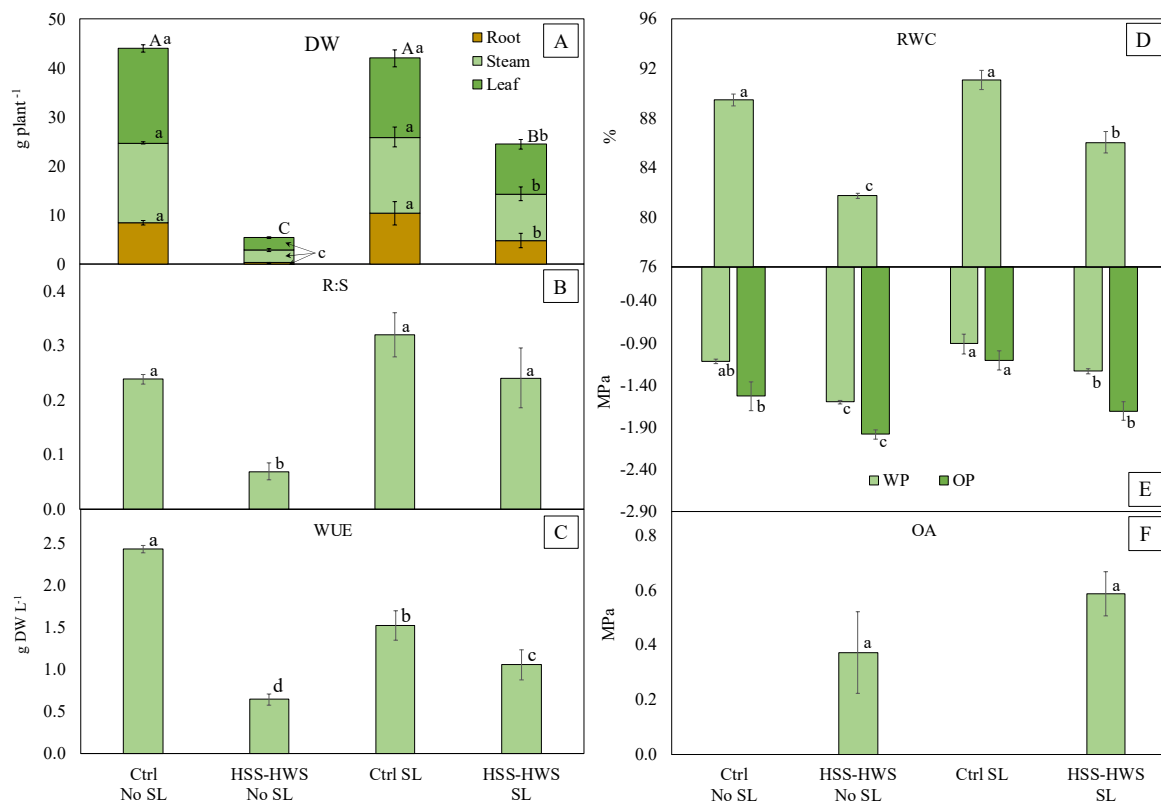 DW
A
Root
Steam
Leaf
g plant⁻¹
50
40
30
20
10
0
A a
a
a
C
c
A a
a
a
Bb
b
b
R:S
B
0.4
0.3
0.2
0.1
0.0
a
b
a
a
WUE
C
g DW L⁻¹
2.5
2.0
1.5
1.0
0.5
0.0
a
d
b
c
Ctrl
No SL
HSS-HWS
No SL
Ctrl SL
HSS-HWS
SL
RWC
D
%
96
92
88
84
80
76
a
c
a
b
MPa
-0.40
-0.90
-1.40
-1.90
-2.40
-2.90
ab
b
c
c
a
a
b
b
WP
OP
E
OA
F
MPa
0.8
0.6
0.4
0.2
0.0
a
a
Ctrl
No SL
HSS-HWS
No SL
Ctrl SL
HSS-HWS
SL